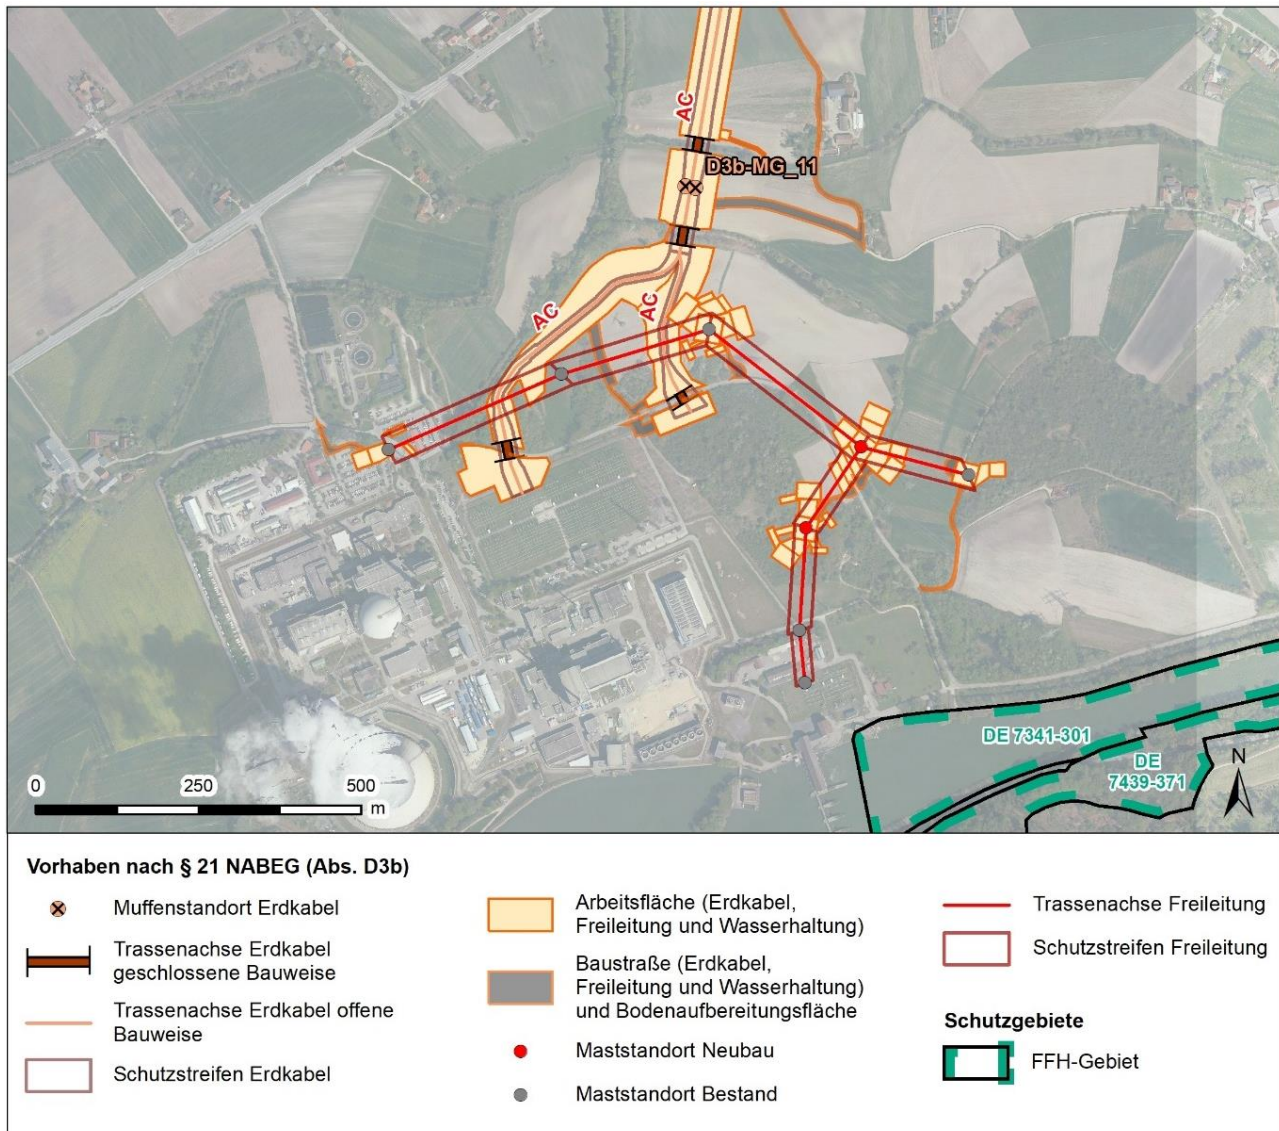 AC
D3b-MG_11
AC
AC
DE 7341-301
DE
7439-371
N
0 250 500
m
Vorhaben nach § 21 NABEG (Abs. D3b)
Muffenstandort Erdkabel
Trassenachse Erdkabel
geschlossene Bauweise
Trassenachse Erdkabel offene
Bauweise
Schutzstreifen Erdkabel
Arbeitsfläche (Erdkabel,
Freileitung und Wasserhaltung)
Baustraße (Erdkabel,
Freileitung und Wasserhaltung)
und Bodenaufbereitungsfläche
Maststandort Neubau
Maststandort Bestand
Trassenachse Freileitung
Schutzstreifen Freileitung
Schutzgebiete
FFH-Gebiet